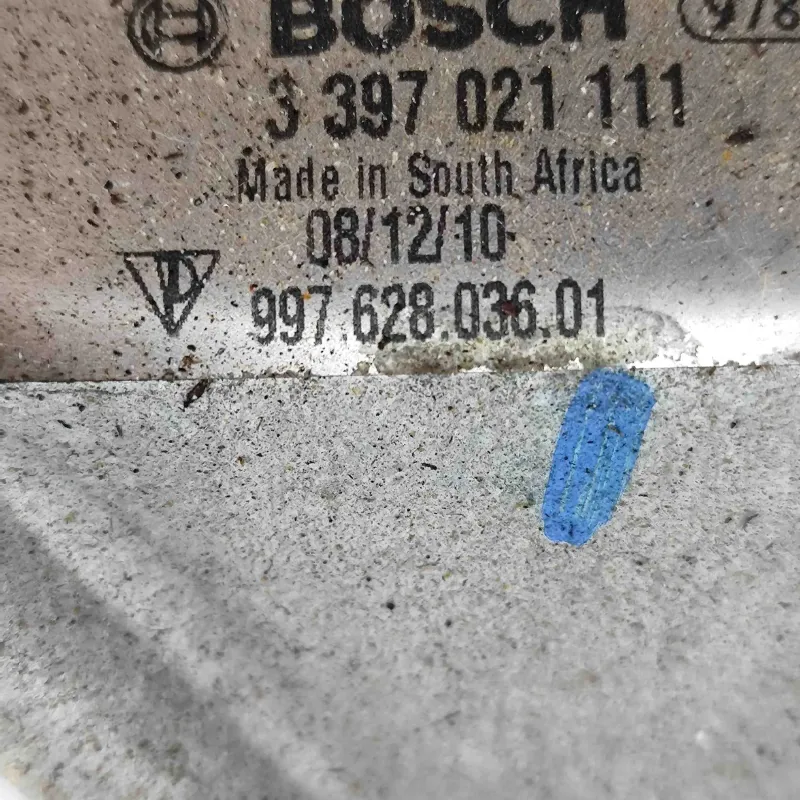 BOSCH
3 397 021 111
Made in South Africa
08/12/10
997.628.036.01